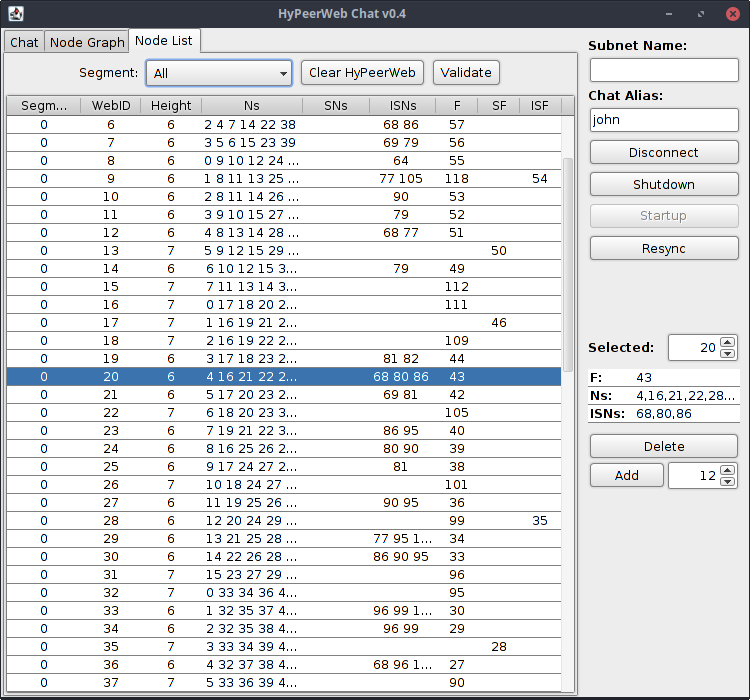 HyPeerWeb Chat v0.4
Chat Node Graph Node List
Segment: All Clear HyPeerWeb Validate
Segm... WebID Height Ns SNs ISNs F SF ISF
0 6 6 2 4 7 14 22 38 68 86 57
0 7 6 3 5 6 15 23 39 69 79 56
0 8 6 0 9 10 12 24 ... 64 55
0 9 6 1 8 11 13 25 ... 77 105 118 54
0 10 6 2 8 11 14 26 ... 90 53
0 11 6 3 9 10 15 27 ... 79 52
0 12 6 4 8 13 14 28 ... 68 77 51
0 13 7 5 9 12 15 29 ... 50
0 14 6 6 10 12 15 3... 79 49
0 15 7 7 11 13 14 3... 112
0 16 7 0 17 18 20 2... 111
0 17 7 1 16 19 21 2... 46
0 18 7 2 16 19 22 2... 109
0 19 6 3 17 18 23 2... 81 82 44
0 20 6 4 16 21 22 2... 68 80 86 43
0 21 6 5 17 20 23 2... 69 81 42
0 22 7 6 18 20 23 3... 105
0 23 6 7 19 21 22 3... 86 95 40
0 24 6 8 16 25 26 2... 80 90 39
0 25 6 9 17 24 27 2... 81 38
0 26 7 10 18 24 27 ... 101
0 27 6 11 19 25 26 ... 90 95 36
0 28 6 12 20 24 29 ... 99 35
0 29 6 13 21 25 28 ... 77 95 1... 34
0 30 6 14 22 26 28 ... 86 90 95 33
0 31 7 15 23 27 29 ... 96
0 32 7 0 33 34 36 4... 95
0 33 6 1 32 35 37 4... 96 99 1... 30
0 34 6 2 32 35 38 4... 96 99 29
0 35 7 3 33 34 39 4... 28
0 36 6 4 32 37 38 4... 68 96 1... 27
0 37 7 5 33 36 39 4... 90
Subnet Name:
Chat Alias:
john
Disconnect
Shutdown
Startup
Resync
Selected: 20
F: 43
Ns: 4,16,21,22,28...
ISNs: 68,80,86
Delete
Add 12